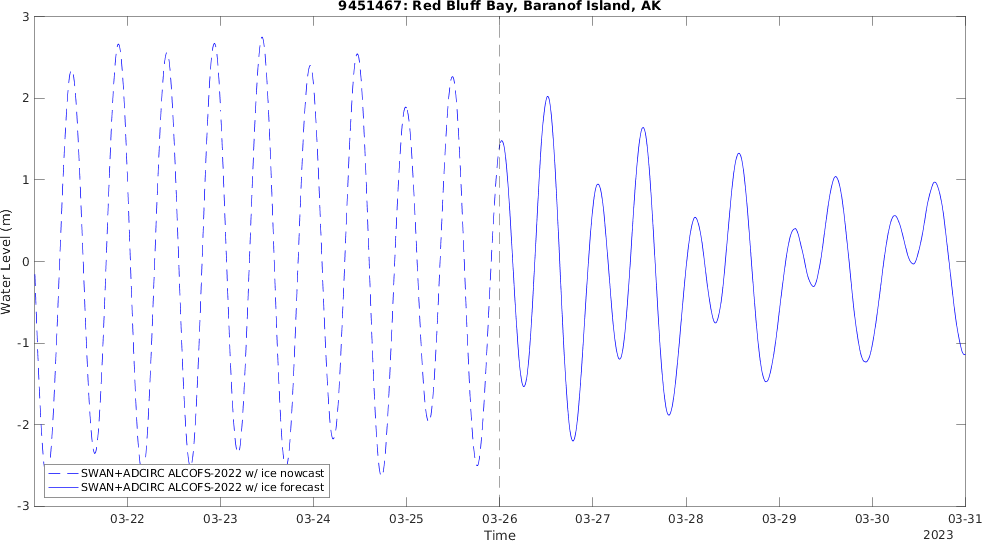 9451467: Red Bluff Bay, Baranof Island, AK
Water Level (m)
3
2
1
0
-1
-2
-3
SWAN+ADCIRC ALCOFS-2022 w/ ice nowcast
SWAN+ADCIRC ALCOFS-2022 w/ ice forecast
03-22 03-23 03-24 03-25 03-26 03-27 03-28 03-29 03-30 03-31
Time
2023